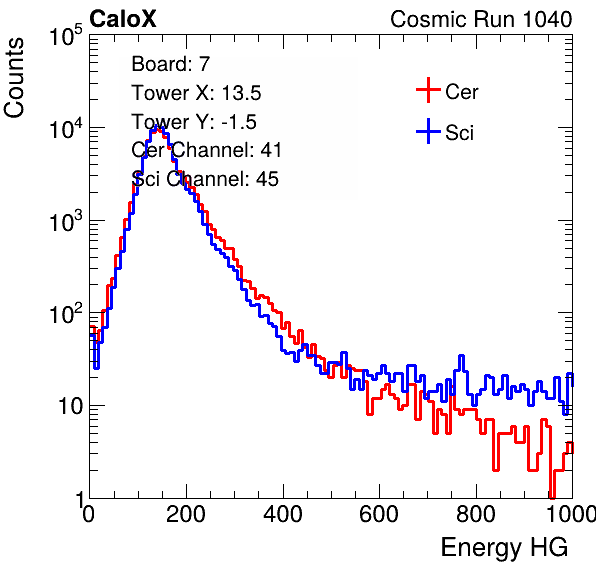 CaloX Cosmic Run 1040
Counts
10^5
10^4
10^3
10^2
10
1
Board: 7
Tower X: 13.5
Tower Y: -1.5
Cer Channel: 41
Sci Channel: 45
Cer
Sci
0 200 400 600 800 1000
Energy HG